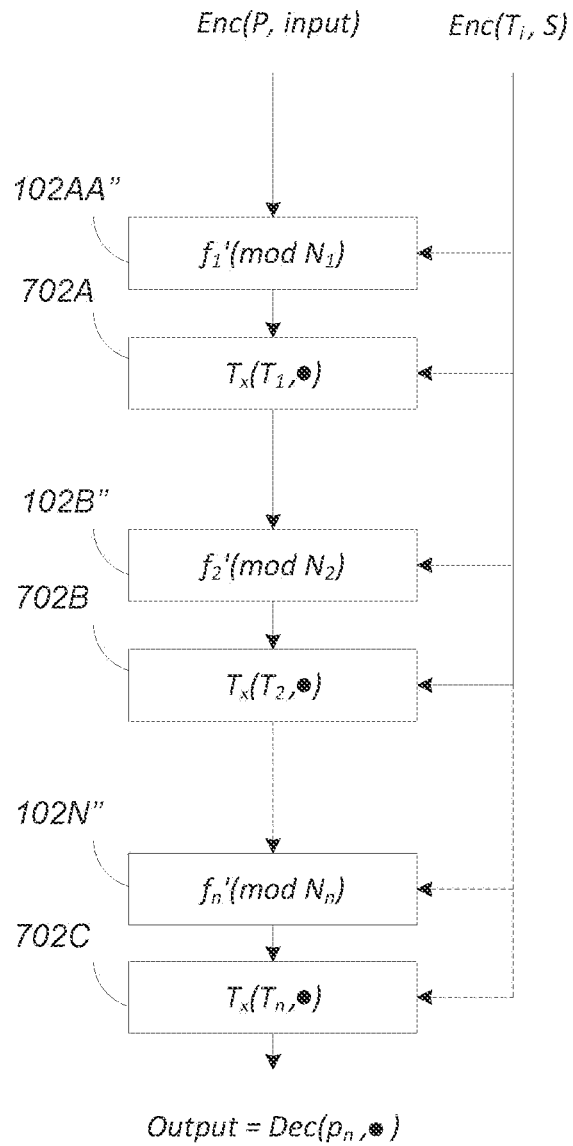 Enc(P, input) Enc(Tᵢ, S)
102AA”
f₁'(mod N₁)
702A
Tₓ(T₁,●)
102B”
f₂'(mod N₂)
702B
Tₓ(T₂,●)
102N”
fₙ'(mod Nₙ)
702C
Tₓ(Tₙ,●)
Output = Dec(pₙ,●)